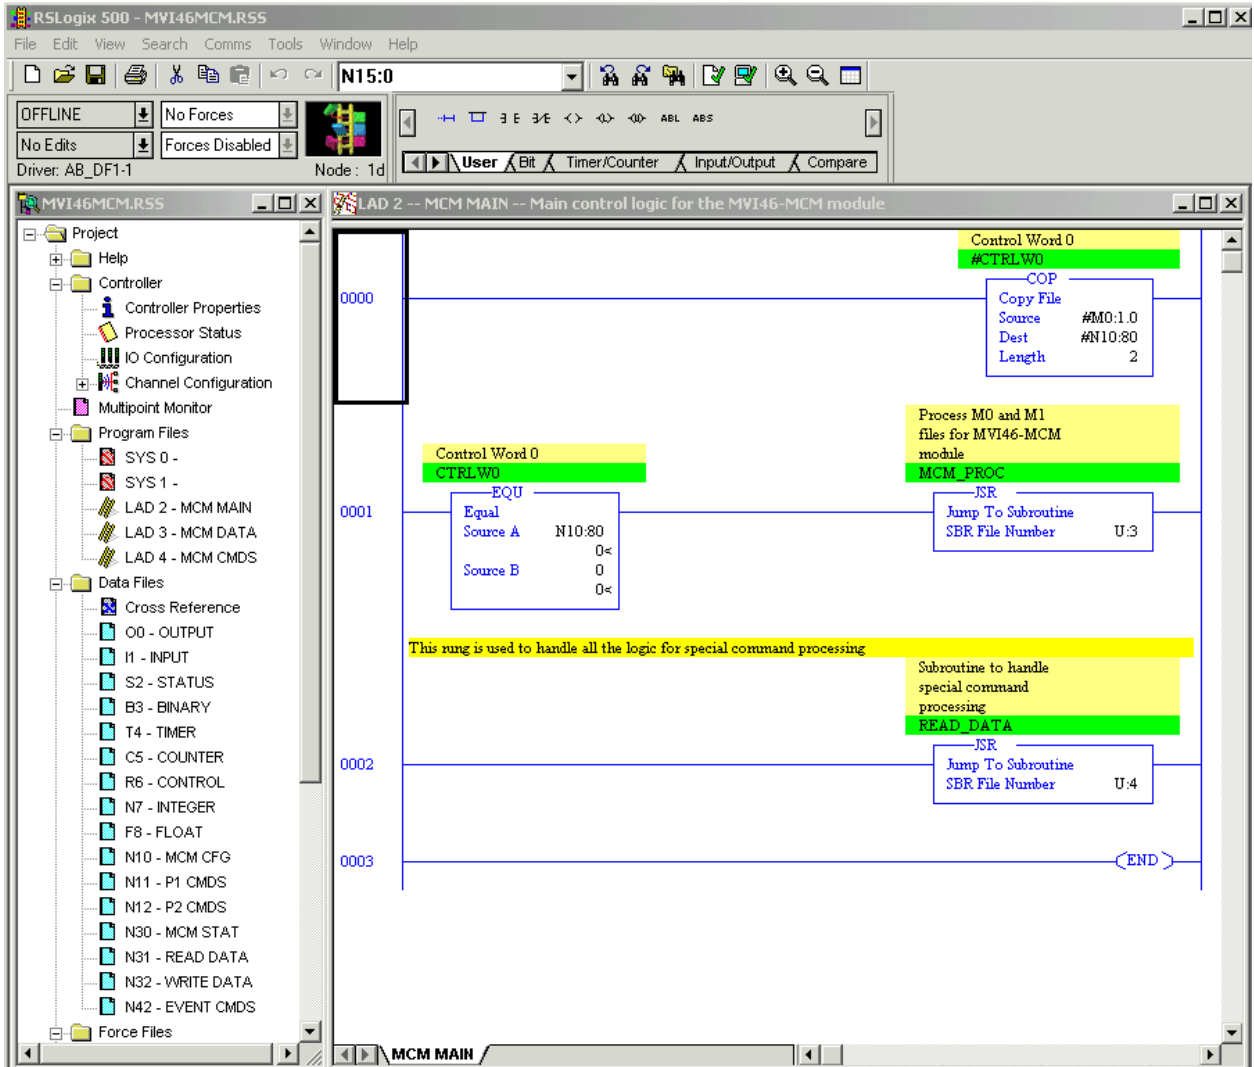 RSLogix 500 - MVI46MCM.RSS
File Edit View Search Comms Tools Window Help
N15:0
OFFLINE No Forces
No Edits Forces Disabled
Driver: AB_DF1-1 Node : 1d
ABL ABS
User Bit Timer/Counter Input/Output Compare
MVI46MCM.RSS
Project
Help
Controller
Controller Properties
Processor Status
IO Configuration
Channel Configuration
Multipoint Monitor
Program Files
SYS 0 -
SYS 1 -
LAD 2 - MCM MAIN
LAD 3 - MCM DATA
LAD 4 - MCM CMDS
Data Files
Cross Reference
O0 - OUTPUT
I1 - INPUT
S2 - STATUS
B3 - BINARY
T4 - TIMER
C5 - COUNTER
R6 - CONTROL
N7 - INTEGER
F8 - FLOAT
N10 - MCM CFG
N11 - P1 CMDS
N12 - P2 CMDS
N30 - MCM STAT
N31 - READ DATA
N32 - WRITE DATA
N42 - EVENT CMDS
Force Files
LAD 2 -- MCM MAIN -- Main control logic for the MVI46-MCM module
Control Word 0
#CTRLW0
COP
0000
Copy File
Source #M0:1.0
Dest #N10:80
Length 2
Process M0 and M1
files for MVI46-MCM
module
MCM_PROC
Control Word 0
CTRLW0
EQU
JSR
0001
Equal
Source A N10:80
0<
Source B 0
0<
Jump To Subroutine
SBR File Number U:3
This rung is used to handle all the logic for special command processing
Subroutine to handle
special command
processing
READ_DATA
JSR
0002
Jump To Subroutine
SBR File Number U:4
0003
END
MCM MAIN